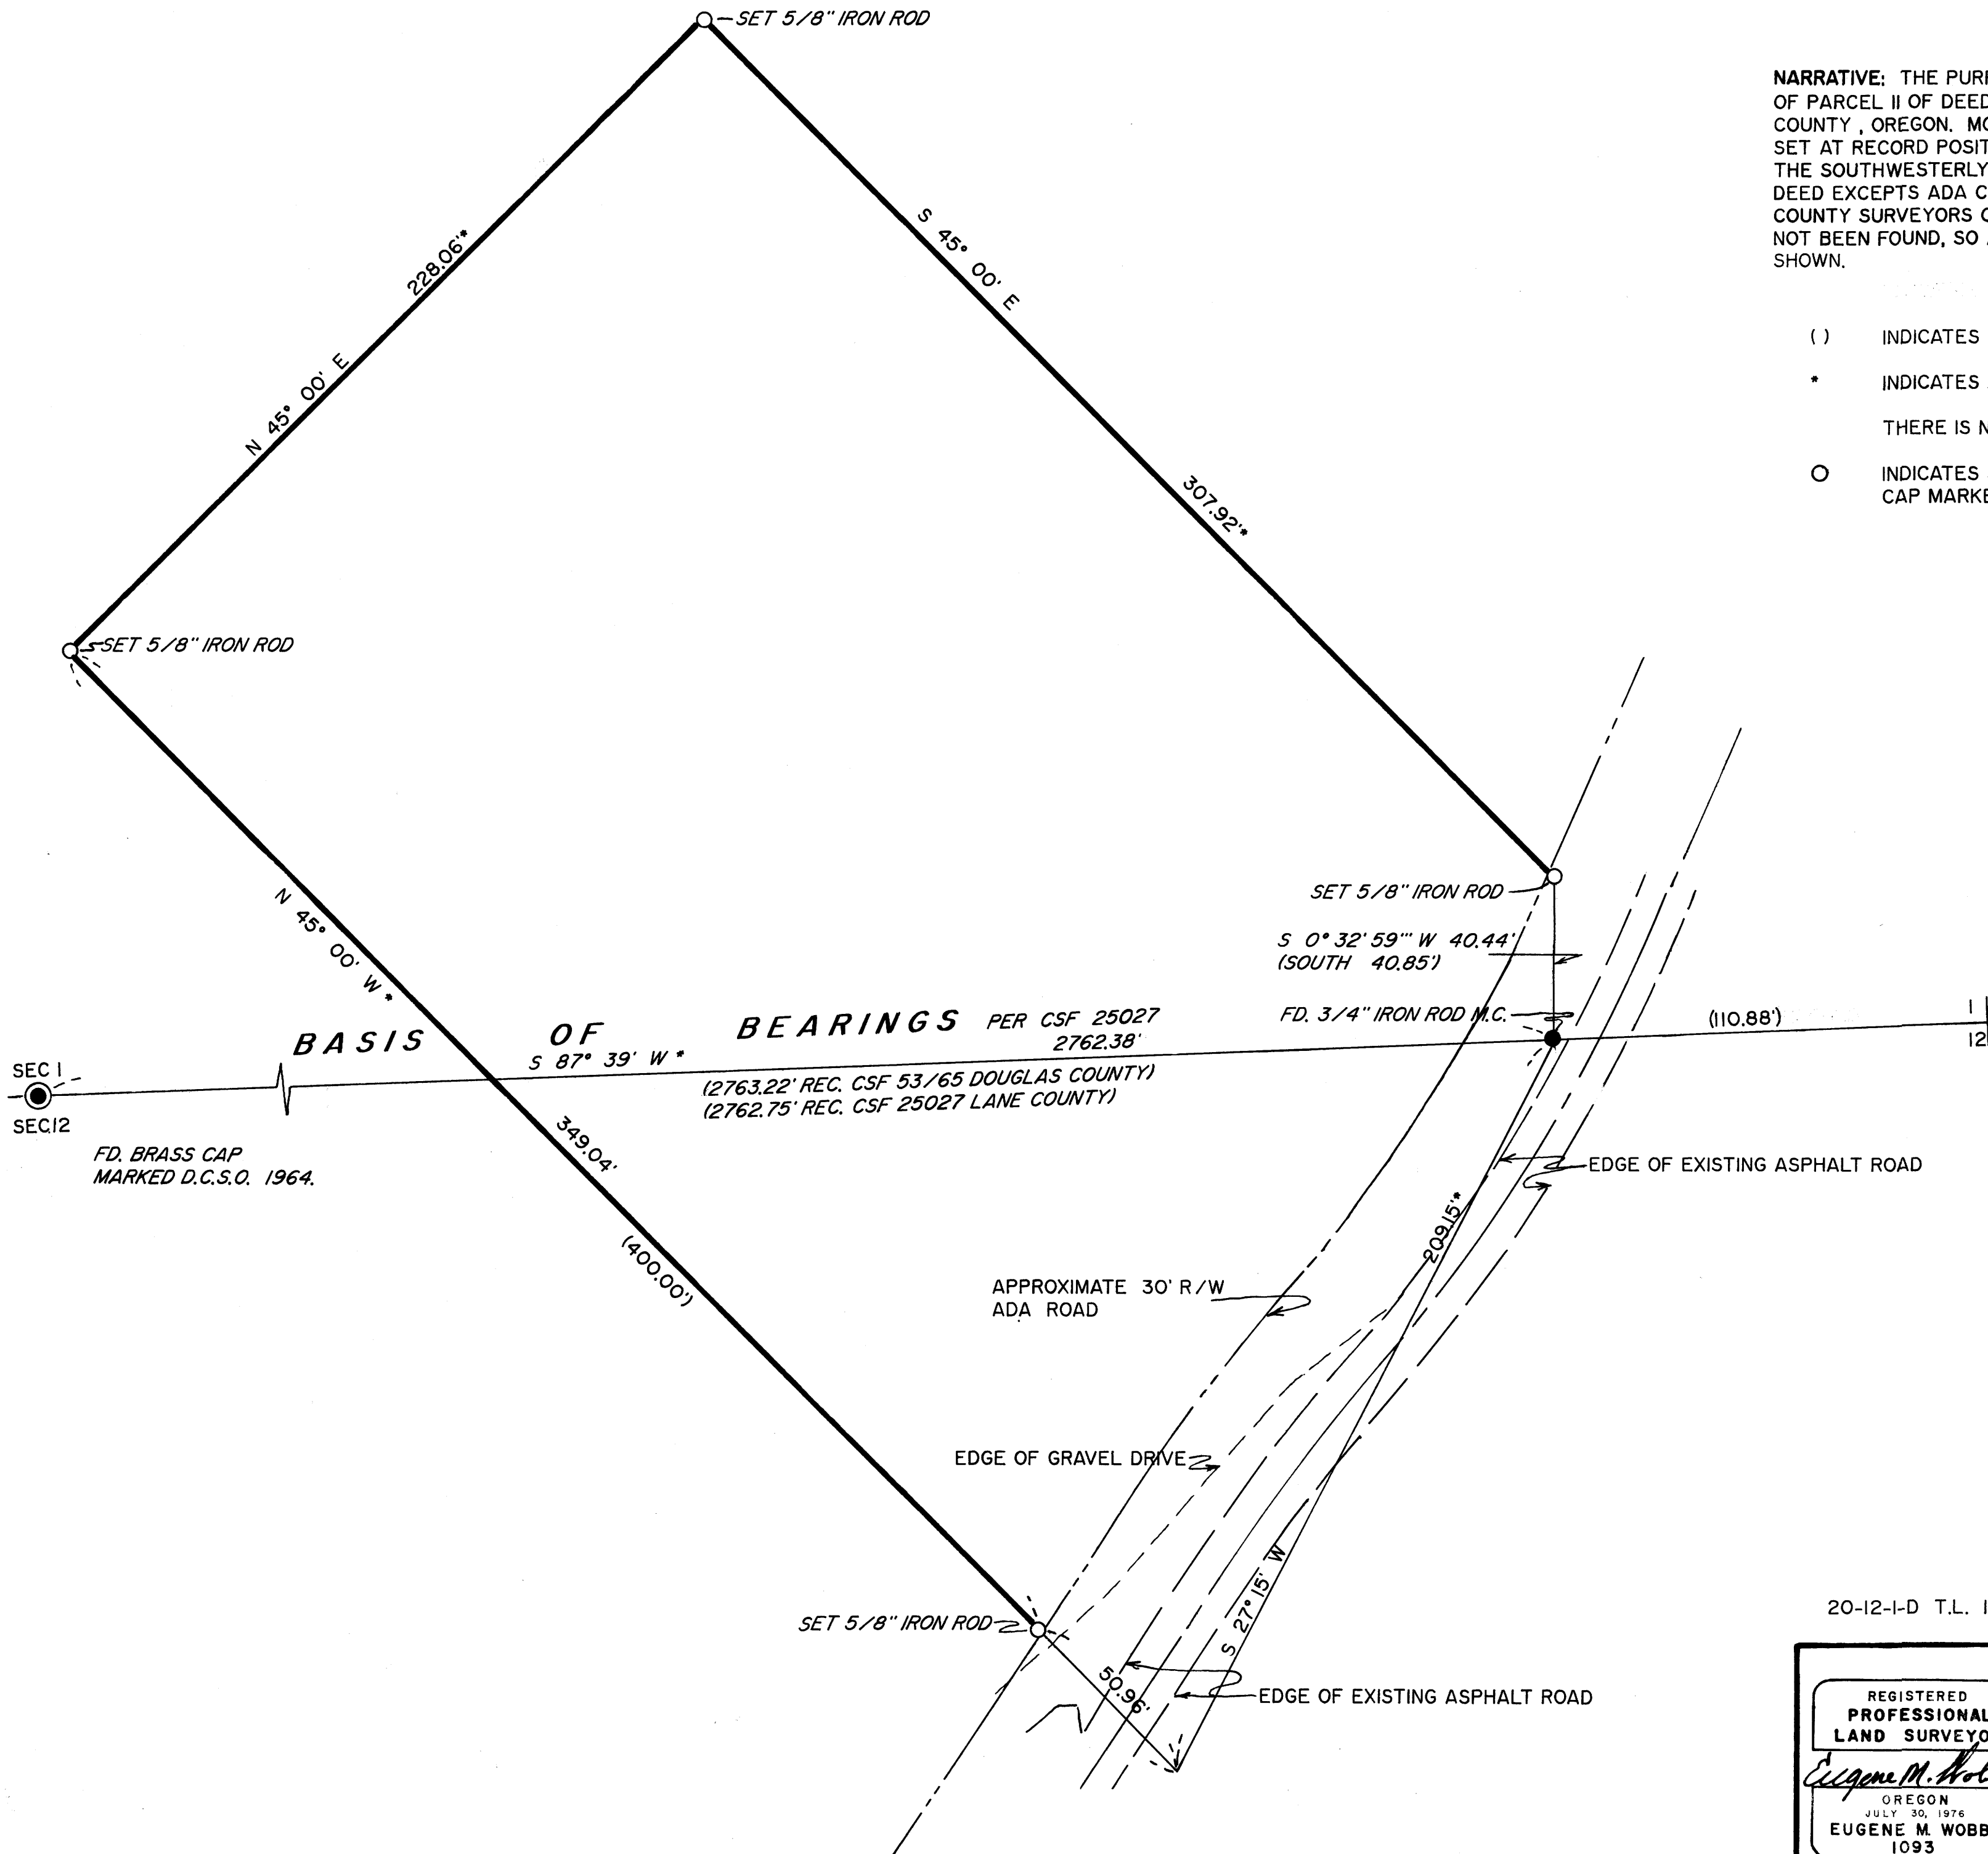 SET 5/8" IRON ROD
NARRATIVE: THE
OF PARCEL II OF DEED
COUNTY , OREGON.
SET AT RECORD
THE SOUTHWESTERLY
DEED EXCEPTS ADA
COUNTY SURVEYORS
NOT BEEN FOUND, SO
SHOWN.
( ) INDICATES
* INDICATES
THERE IS
INDICATES
CAP
228.06'*
N 45° 00' E
S 45° 00' E
307.92'*
SET 5/8" IRON ROD
N 45° 00' W *
SET 5/8" IRON ROD
S 0° 32' 59"' W 40.44'
(SOUTH 40.85')
FD. 3/4" IRON ROD M.C.
(110.88')
1
12
BASIS OF BEARINGS PER CSF 25027
S 87° 39' W *
2762.38'
(2763.22' REC. CSF 53/65 DOUGLAS COUNTY)
(2762.75' REC. CSF 25027 LANE COUNTY)
SEC 1
SEC.12
FD. BRASS CAP
MARKED D.C.S.O. 1964.
349.04'
(400.00')
EDGE OF EXISTING ASPHALT ROAD
209.15'*
APPROXIMATE 30' R/W
ADA ROAD
EDGE OF GRAVEL DRIVE
S 27° 15' W
SET 5/8" IRON ROD
50.96'
EDGE OF EXISTING ASPHALT ROAD
20-12-1-D T.L.
REGISTERED
PROFESSIONAL
LAND
Eugene M.
OREGON
JULY 30, 1976
EUGENE M.
1093